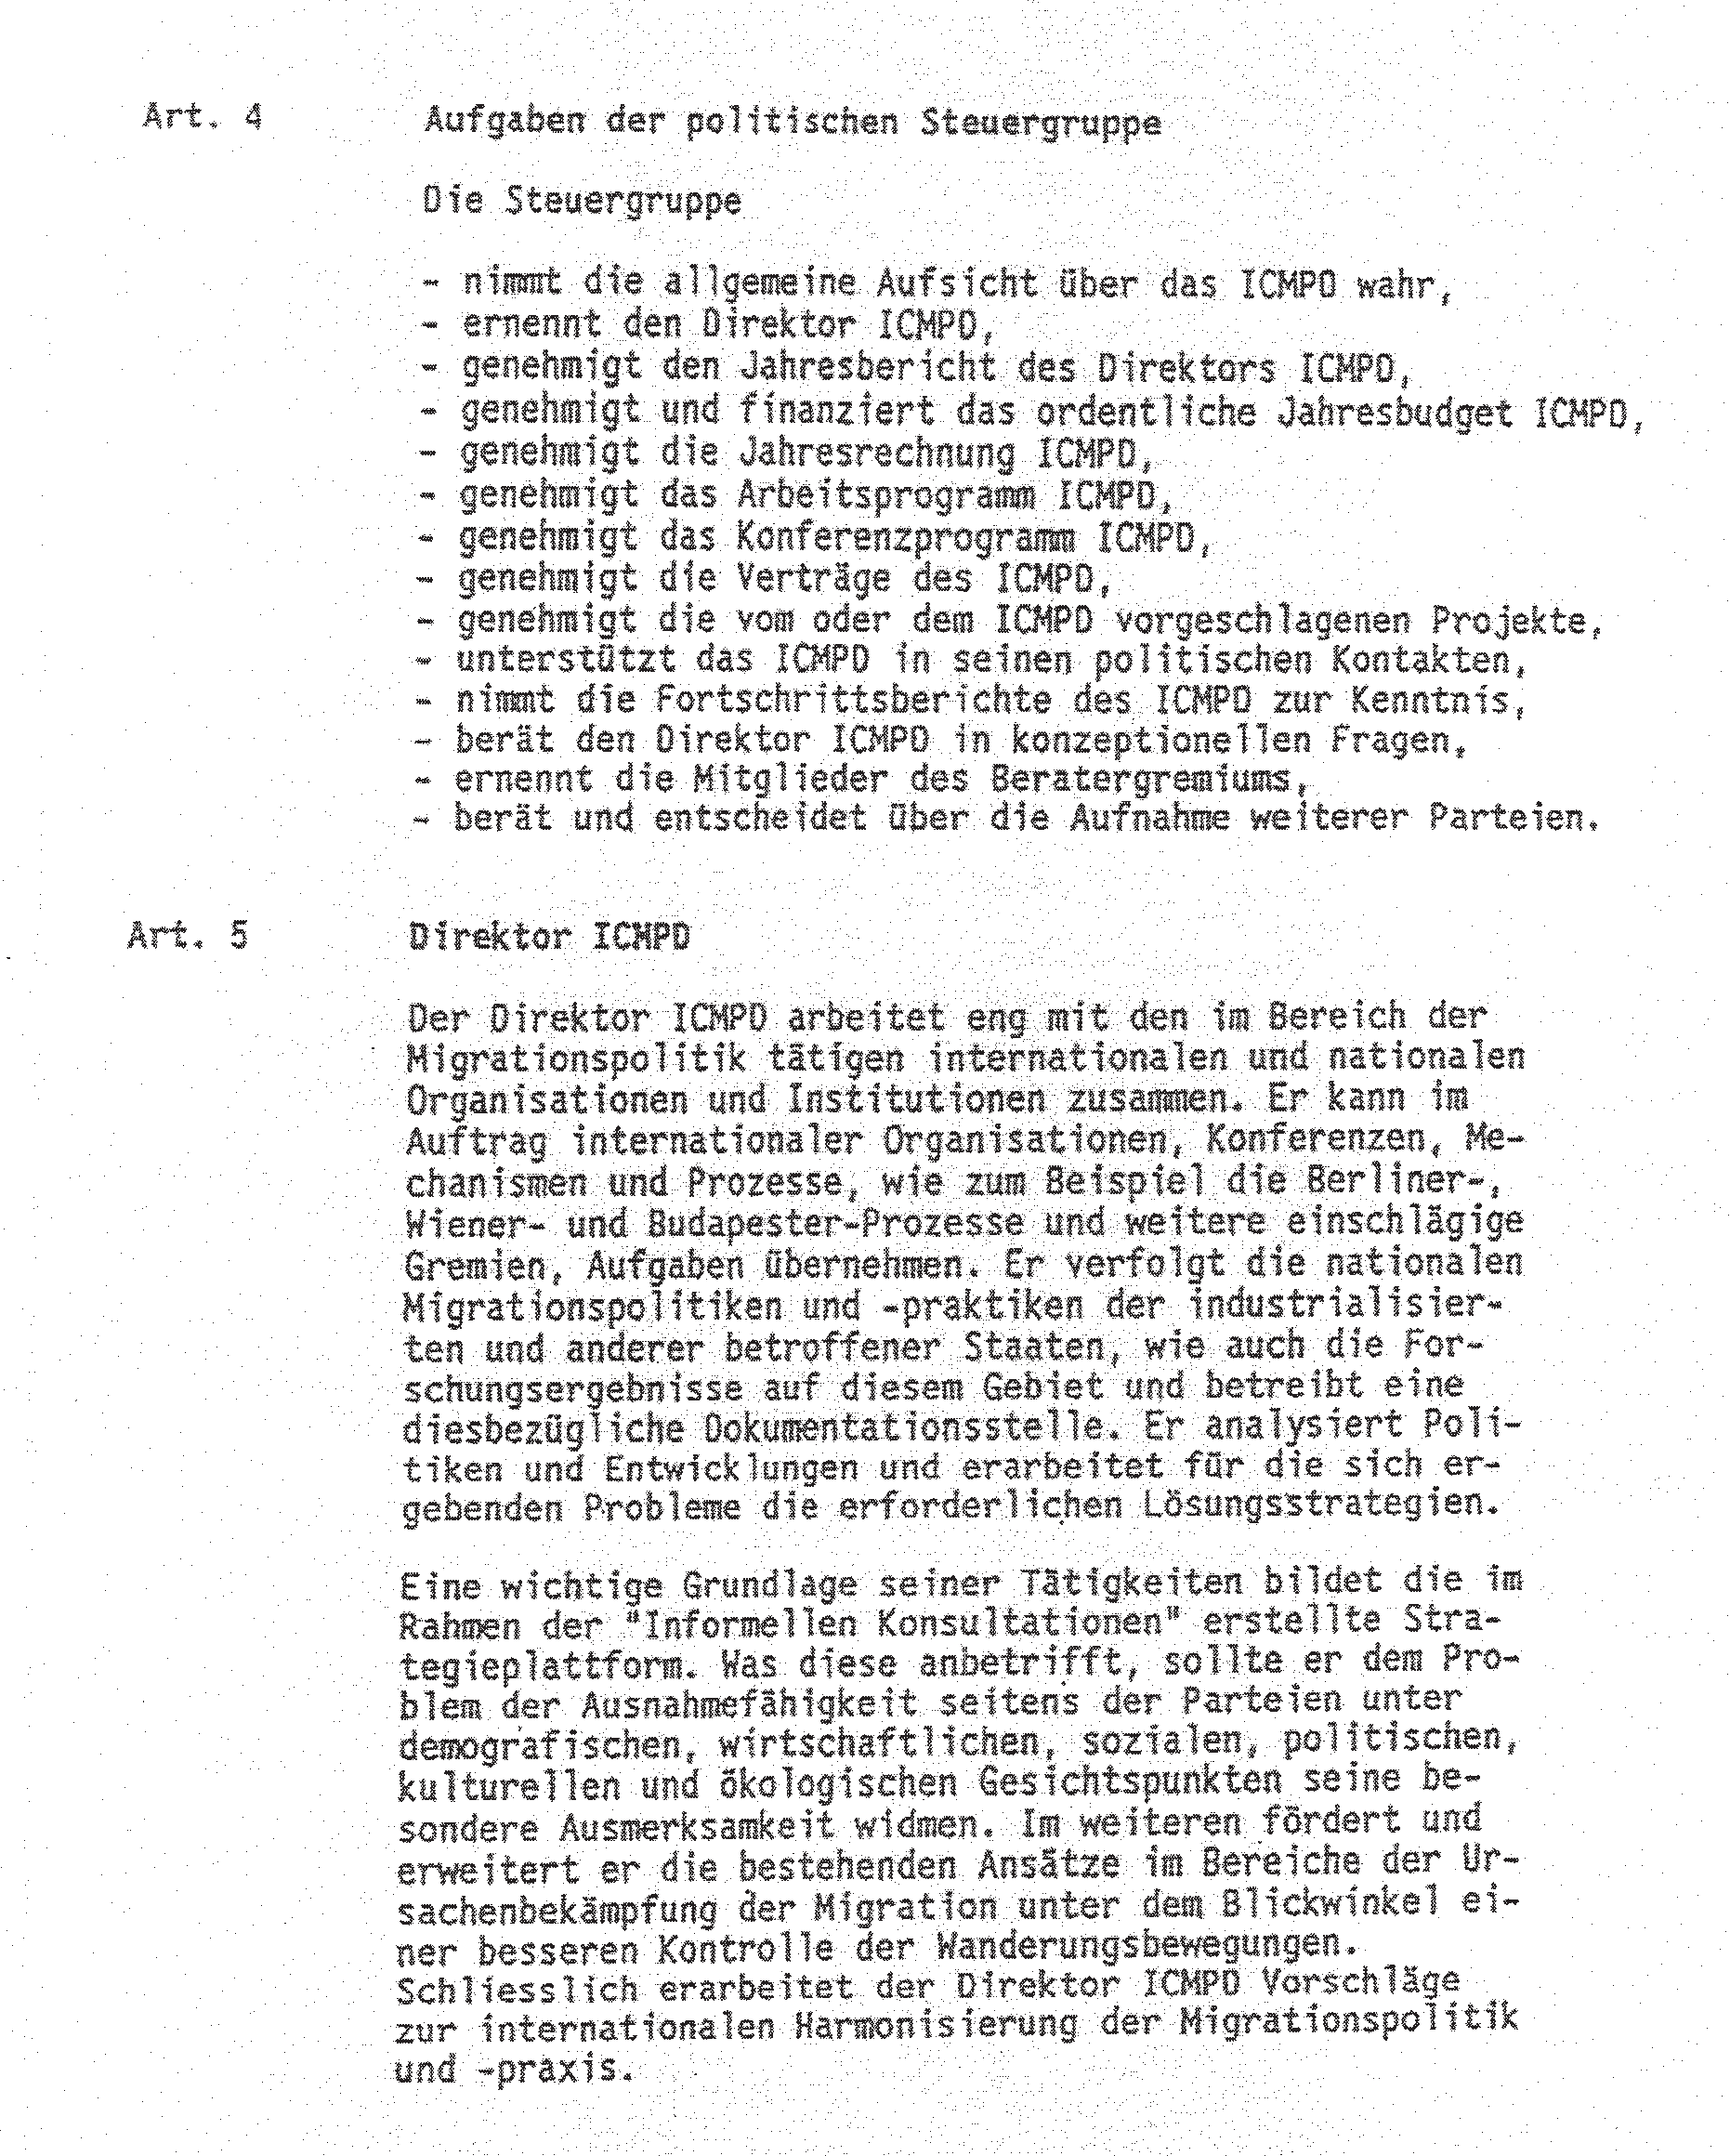 Art. 4 Aufgaben der politischen Steuergruppe
Die Steuergruppe
- nimmt die allgemeine Aufsicht über das ICMPD wahr,
- ernennt den Direktor ICMPD,
- genehmigt den Jahresbericht des Direktors ICMPD,
- genehmigt und finanziert das ordentliche Jahresbudget ICMPD,
- genehmigt die Jahresrechnung ICMPD,
- genehmigt das Arbeitsprogramm ICMPD,
- genehmigt das Konferenzprogramm ICMPD,
- genehmigt die Verträge des ICMPD,
- genehmigt die vom oder dem ICMPD vorgeschlagenen Projekte,
- unterstützt das ICMPD in seinen politischen Kontakten,
- nimmt die Fortschrittsberichte des ICMPD zur Kenntnis,
- berät den Direktor ICMPD in konzeptionellen Fragen,
- ernennt die Mitglieder des Beratergremiums,
- berät und entscheidet über die Aufnahme weiterer Parteien.
Art. 5 Direktor ICMPD
Der Direktor ICMPD arbeitet eng mit den im Bereich der
Migrationspolitik tätigen internationalen und nationalen
Organisationen und Institutionen zusammen. Er kann im
Auftrag internationaler Organisationen, Konferenzen, Me-
chanismen und Prozesse, wie zum Beispiel die Berliner-,
Wiener- und Budapester-Prozesse und weitere einschlägige
Gremien, Aufgaben übernehmen. Er verfolgt die nationalen
Migrationspolitiken und -praktiken der industrialisier-
ten und anderer betroffener Staaten, wie auch die For-
schungsergebnisse auf diesem Gebiet und betreibt eine
diesbezügliche Dokumentationsstelle. Er analysiert Poli-
tiken und Entwicklungen und erarbeitet für die sich er-
gebenden Probleme die erforderlichen Lösungsstrategien.
Eine wichtige Grundlage seiner Tätigkeiten bildet die im
Rahmen der "Informellen Konsultationen" erstellte Stra-
tegieplattform. Was diese anbetrifft, sollte er dem Pro-
blem der Ausnahmefähigkeit seitens der Parteien unter
demografischen, wirtschaftlichen, sozialen, politischen,
kulturellen und ökologischen Gesichtspunkten seine be-
sondere Ausmerksamkeit widmen. Im weiteren fördert und
erweitert er die bestehenden Ansätze im Bereiche der Ur-
sachenbekämpfung der Migration unter dem Blickwinkel ei-
ner besseren Kontrolle der Wanderungsbewegungen.
Schliesslich erarbeitet der Direktor ICMPD Vorschläge
zur internationalen Harmonisierung der Migrationspolitik
und -praxis.